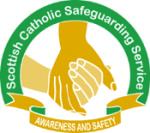 Scottish Catholic Safeguarding Service
AWARENESS AND SAFETY